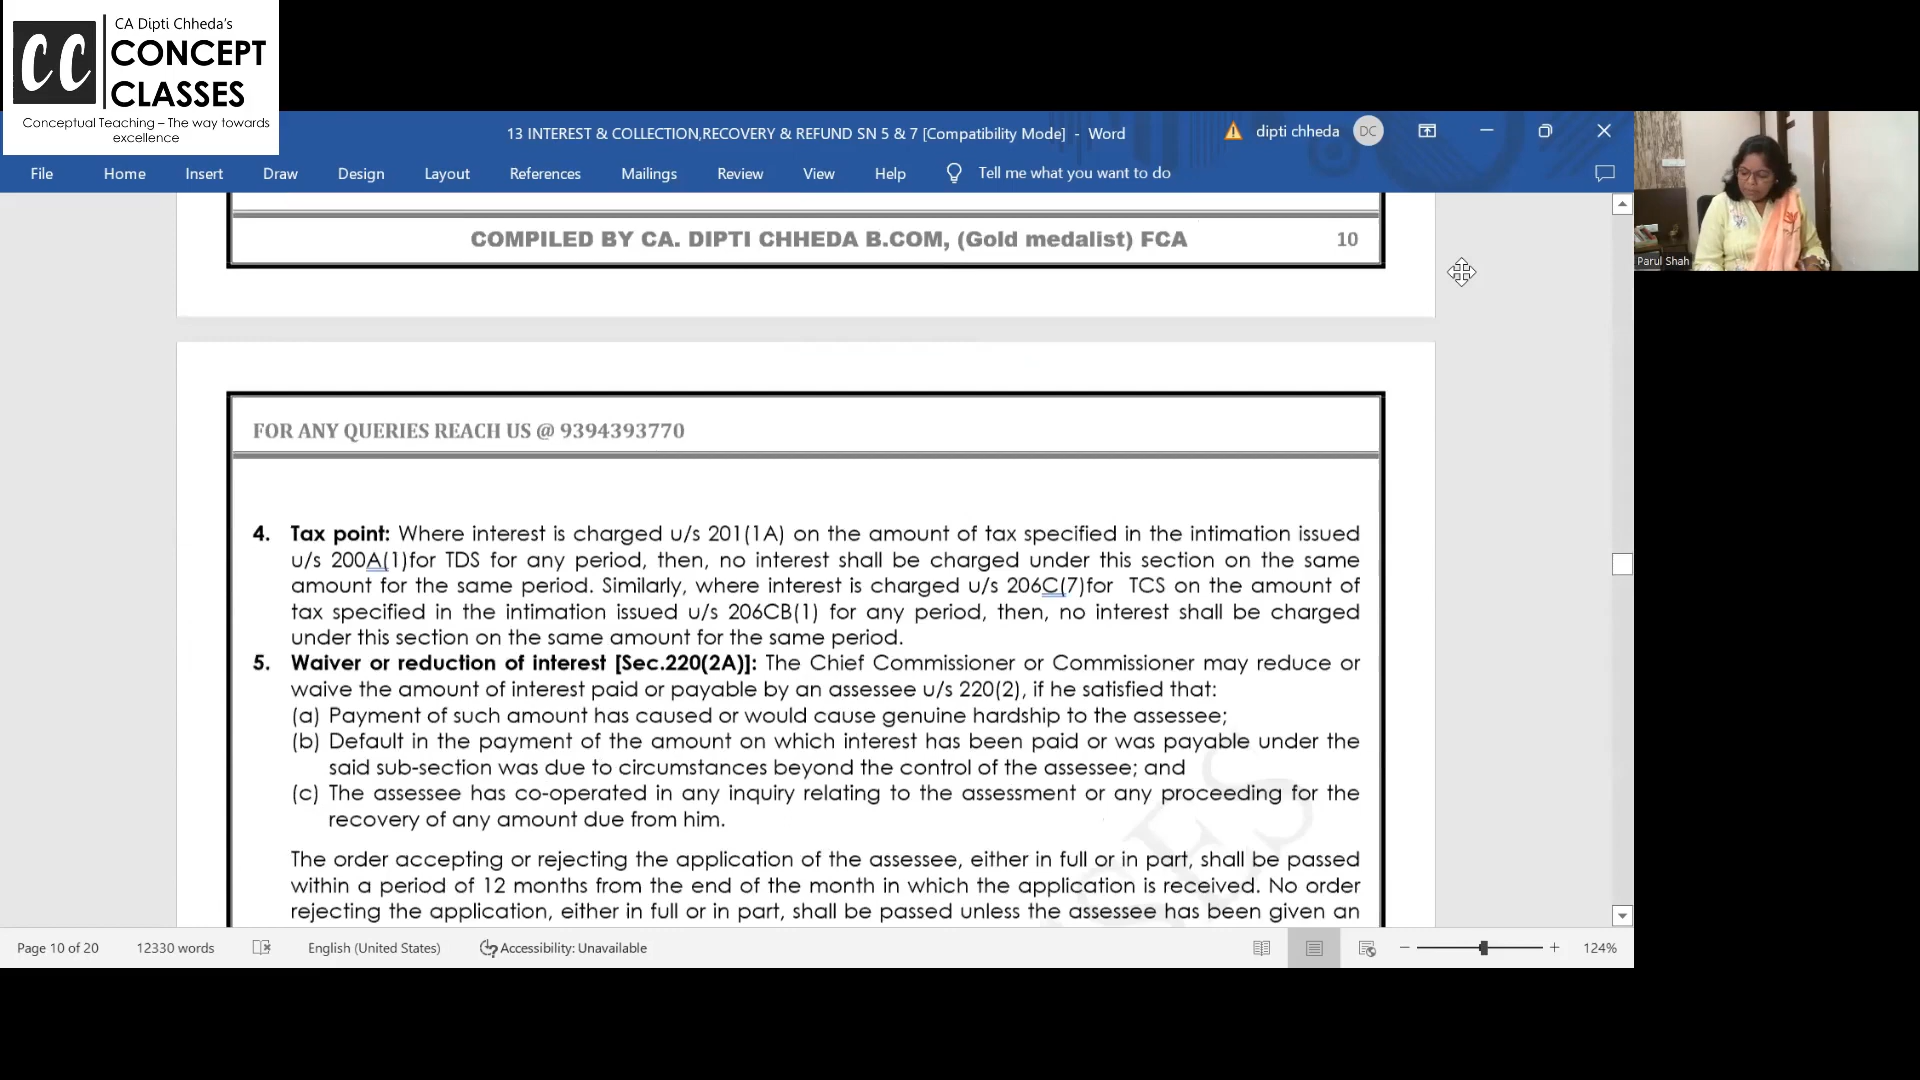 CA Dipti Chheda's
CC
CONCEPT
CLASSES
Conceptual Teaching – The way towards
excellence
13 INTEREST & COLLECTION,RECOVERY & REFUND SN 5 & 7 [Compatibility Mode] - Word
dipti chheda
DC
File Home Insert Draw Design Layout References Mailings Review View Help Tell me what you want to do
Parul Shah
COMPILED BY CA. DIPTI CHHEDA B.COM, (Gold medalist) FCA 10
FOR ANY QUERIES REACH US @ 9394393770
4. Tax point: Where interest is charged u/s 201(1A) on the amount of tax specified in the intimation issued
u/s 200A(1)for TDS for any period, then, no interest shall be charged under this section on the same
amount for the same period. Similarly, where interest is charged u/s 206C(7)for TCS on the amount of
tax specified in the intimation issued u/s 206CB(1) for any period, then, no interest shall be charged
under this section on the same amount for the same period.
5. Waiver or reduction of interest [Sec.220(2A)]: The Chief Commissioner or Commissioner may reduce or
waive the amount of interest paid or payable by an assessee u/s 220(2), if he satisfied that:
(a) Payment of such amount has caused or would cause genuine hardship to the assessee;
(b) Default in the payment of the amount on which interest has been paid or was payable under the
said sub-section was due to circumstances beyond the control of the assessee; and
(c) The assessee has co-operated in any inquiry relating to the assessment or any proceeding for the
recovery of any amount due from him.
The order accepting or rejecting the application of the assessee, either in full or in part, shall be passed
within a period of 12 months from the end of the month in which the application is received. No order
rejecting the application, either in full or in part, shall be passed unless the assessee has been given an
Page 10 of 20 12330 words English (United States) Accessibility: Unavailable 124%